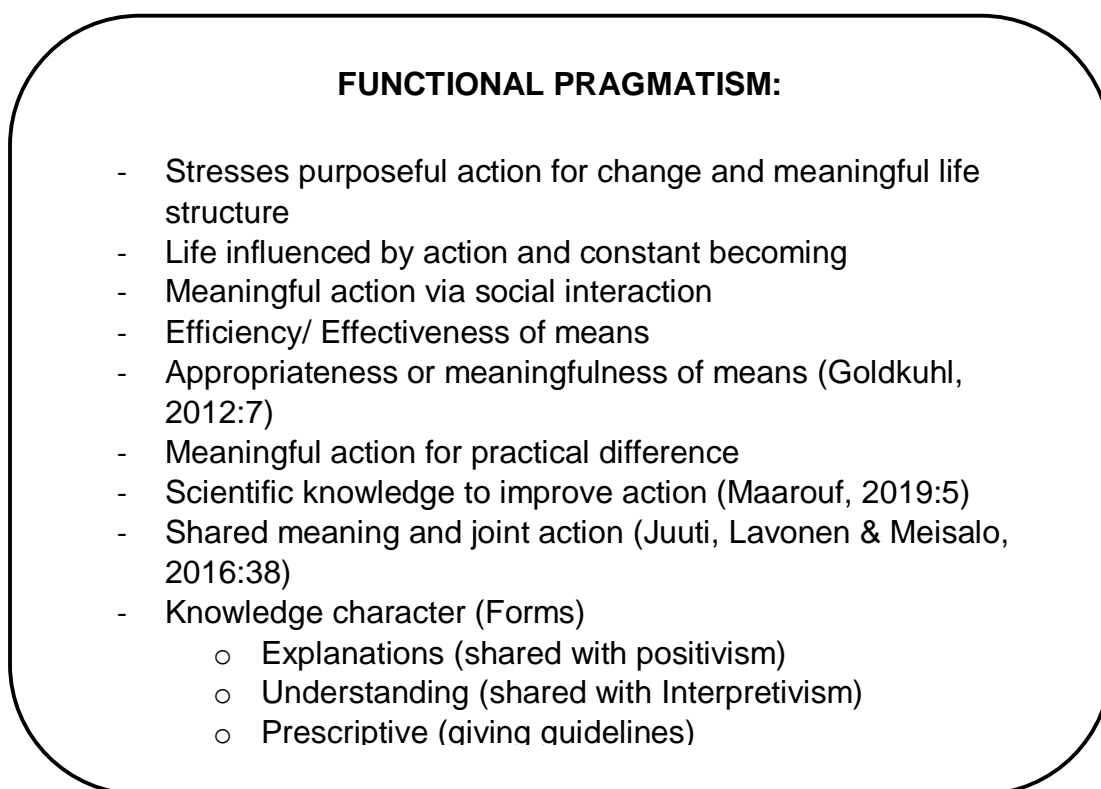 FUNCTIONAL PRAGMATISM:
- Stresses purposeful action for change and meaningful life
structure
- Life influenced by action and constant becoming
- Meaningful action via social interaction
- Efficiency/ Effectiveness of means
- Appropriateness or meaningfulness of means (Goldkuhl,
2012:7)
- Meaningful action for practical difference
- Scientific knowledge to improve action (Maarouf, 2019:5)
- Shared meaning and joint action (Juuti, Lavonen & Meisalo,
2016:38)
- Knowledge character (Forms)
o Explanations (shared with positivism)
o Understanding (shared with Interpretivism)
o Prescriptive (giving guidelines)